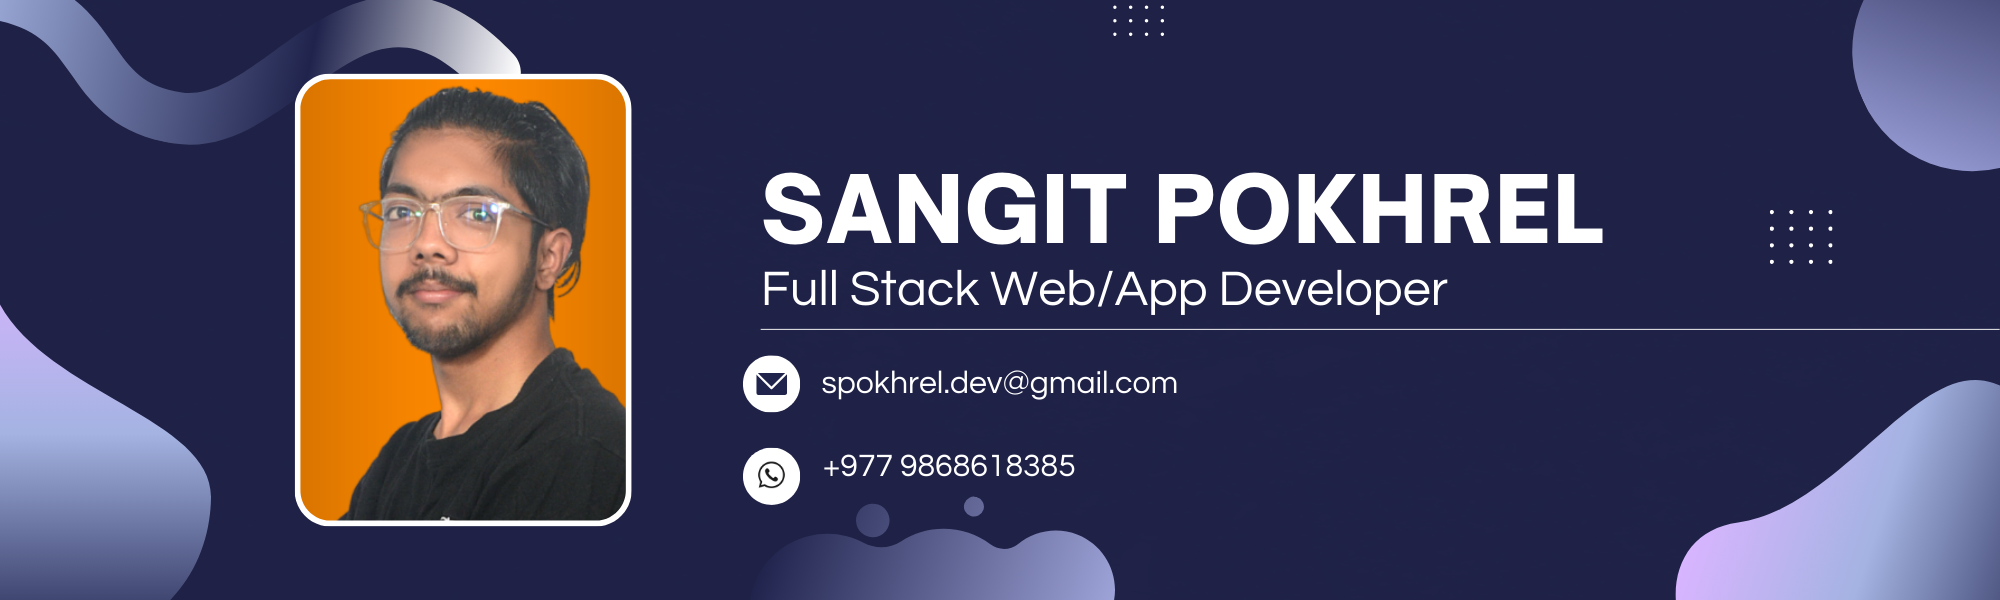 SANGIT POKHREL
Full Stack Web/App Developer
spokhrel.dev@gmail.com
+977 9868618385